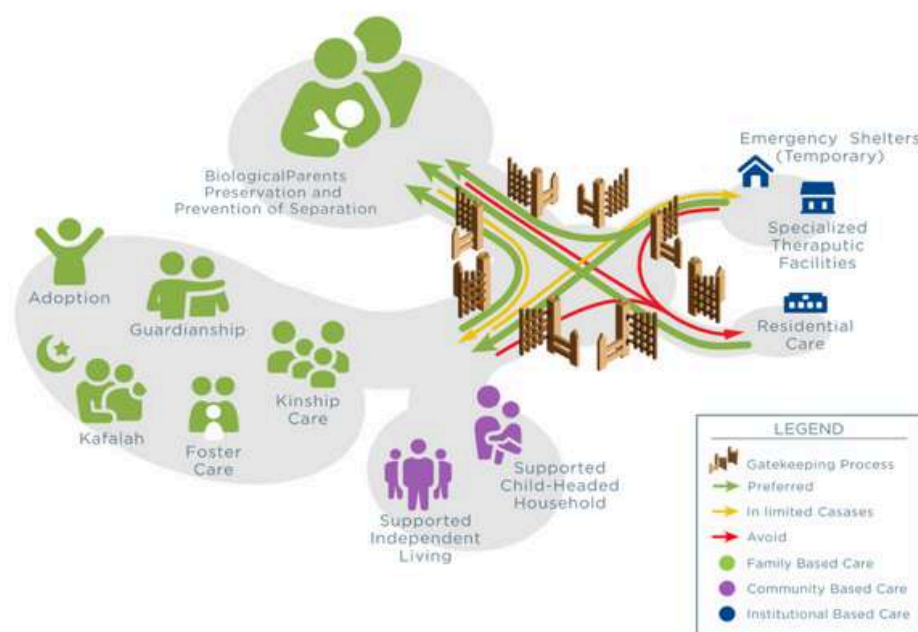 BiologicalParents
Preservation and
Prevention of Separation
Emergency Shelters
(Temporary)
Specialized
Theraputic
Facilities
Residential
Care
Adoption
Guardianship
Kinship
Care
Kafalah
Foster
Care
Supported
Child-Headed
Household
Supported
Independent
Living
LEGEND
Gatekeeping Process
Preferred
In limited Casases
Avoid
Family Based Care
Community Based Care
Institutional Based Care